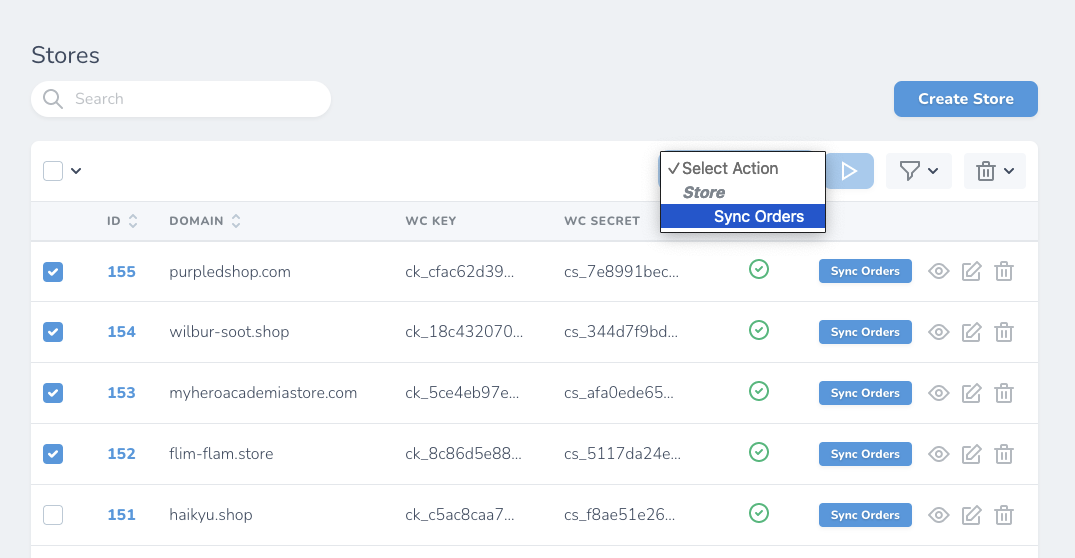 Stores
Search
Create Store
Select Action
Store
Sync Orders
ID DOMAIN WC KEY WC SECRET
155 purpledshop.com ck_cfac62d39... cs_7e8991bec... Sync Orders
154 wilbur-soot.shop ck_18c432070... cs_344d7f9bd... Sync Orders
153 myheroacademiastore.com ck_5ce4eb97e... cs_afa0ede65... Sync Orders
152 flim-flam.store ck_8c86d5e88... cs_5117da24e... Sync Orders
151 haikyu.shop ck_c5ac8caa7... cs_f8ae51e26... Sync Orders